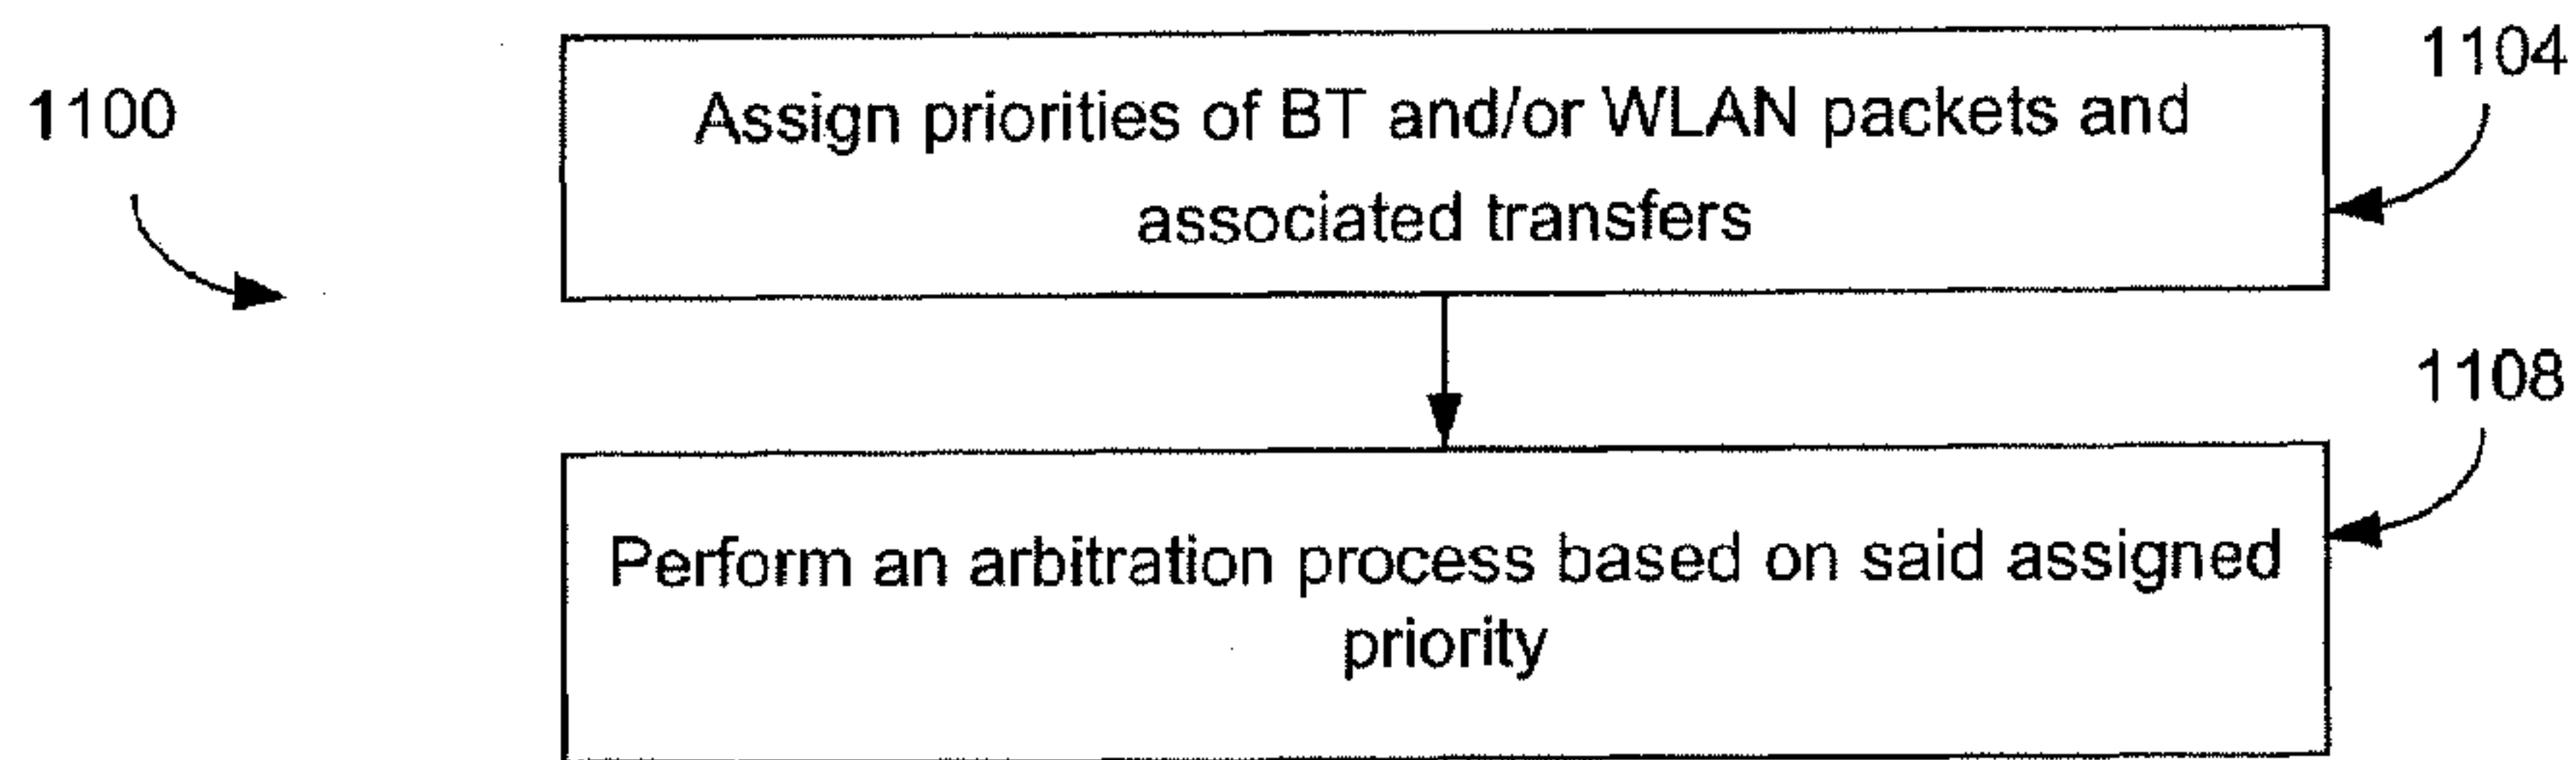 1100
Assign priorities of BT and/or WLAN packets and
associated transfers
1104
Perform an arbitration process based on said assigned
priority
1108